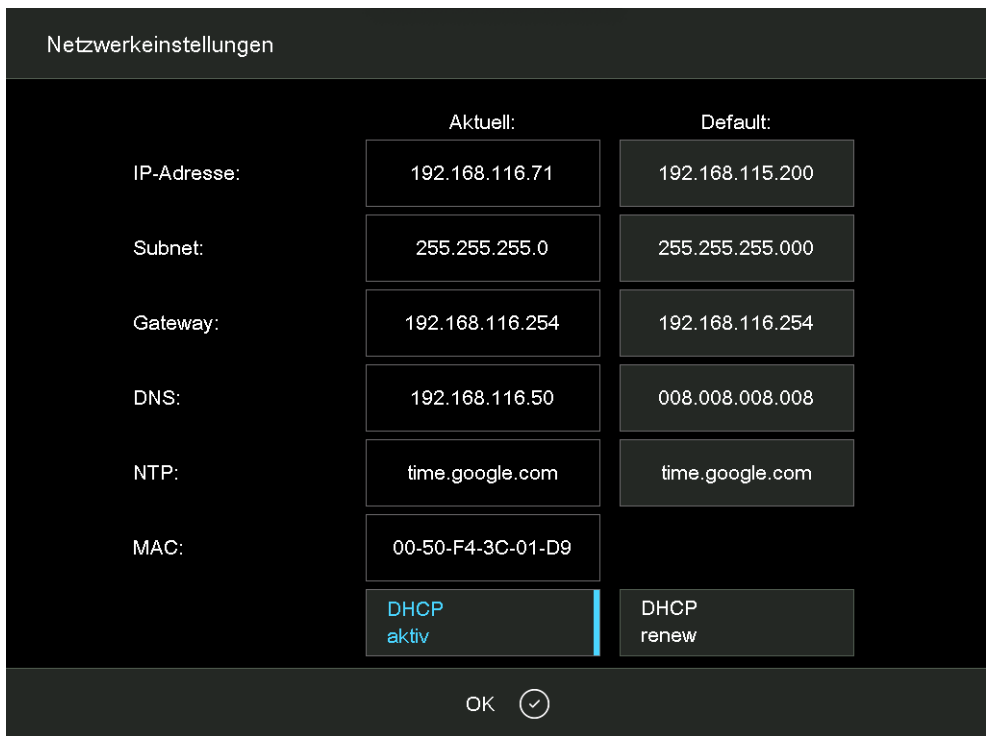 Netzwerkeinstellungen
Aktuell: Default:
IP-Adresse: 192.168.116.71 192.168.115.200
Subnet: 255.255.255.0 255.255.255.000
Gateway: 192.168.116.254 192.168.116.254
DNS: 192.168.116.50 008.008.008.008
NTP: time.google.com time.google.com
MAC: 00-50-F4-3C-01-D9
DHCP DHCP
aktiv renew
OK